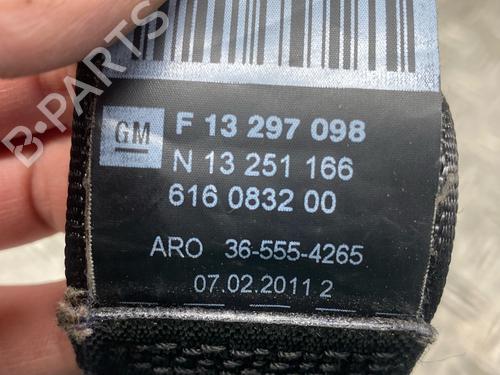 GM
F 13 297 098
N 13 251 166
616 0832 00
ARO 36-555-4265
07.02.2011 2
B-PARTS